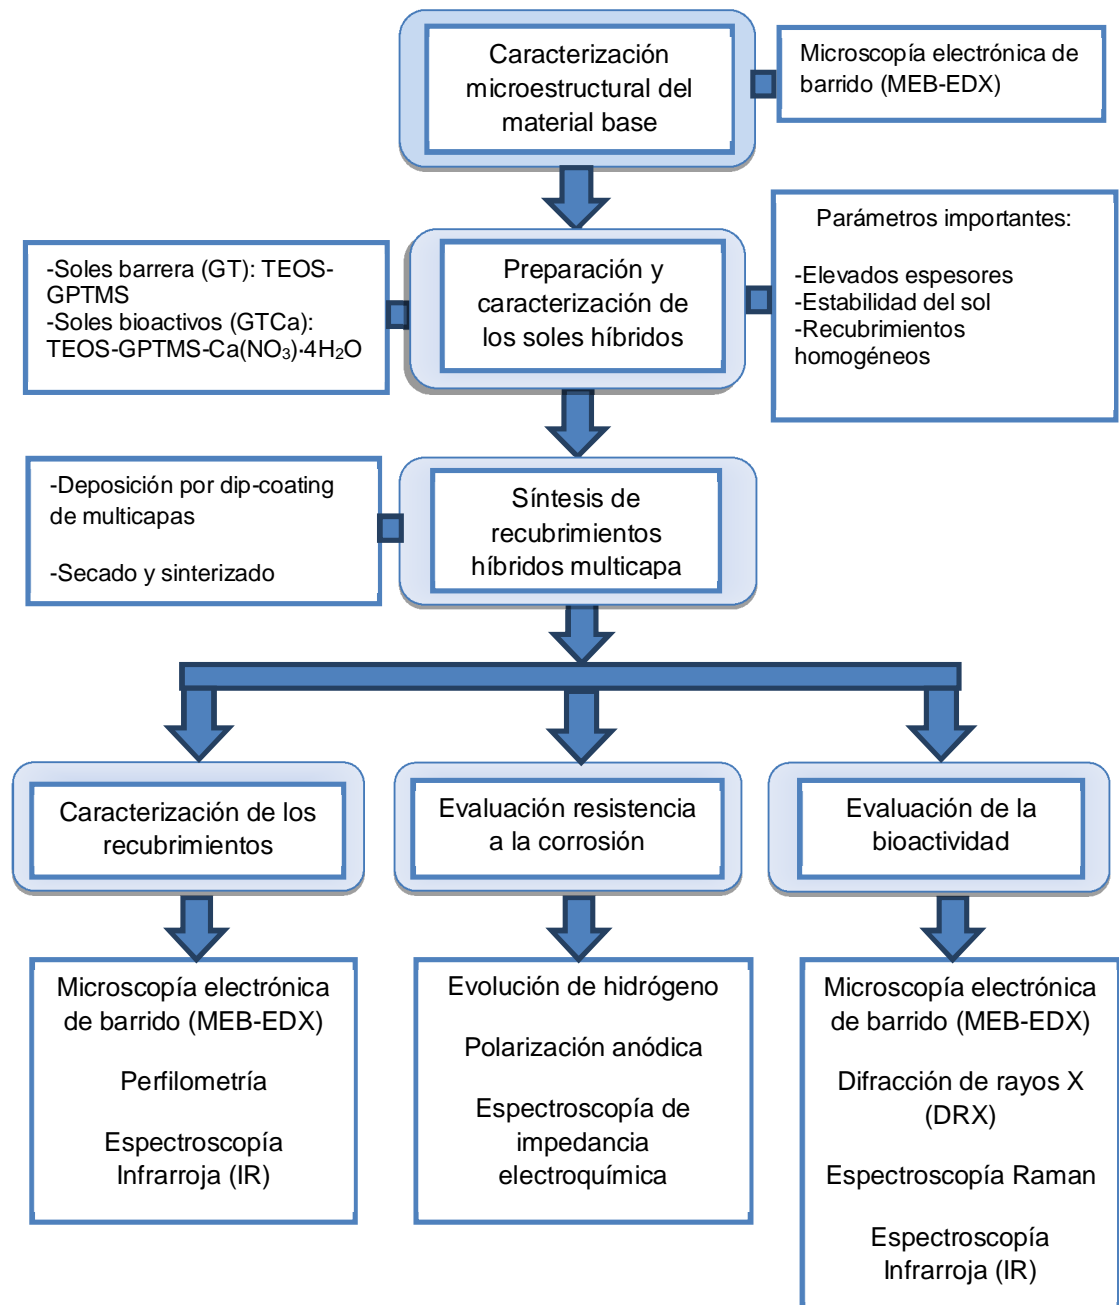 Caracterización
microestructural del
material base
Microscopía electrónica de
barrido (MEB-EDX)
-Soles barrera (GT): TEOS-
GPTMS
-Soles bioactivos (GTCa):
TEOS-GPTMS-Ca(NO₃)·4H₂O
Preparación y
caracterización de
los soles híbridos
Parámetros importantes:
-Elevados espesores
-Estabilidad del sol
-Recubrimientos
homogéneos
-Deposición por dip-coating
de multicapas
-Secado y sinterizado
Síntesis de
recubrimientos
híbridos multicapa
Caracterización de los
recubrimientos
Evaluación resistencia
a la corrosión
Evaluación de la
bioactividad
Microscopía electrónica
de barrido (MEB-EDX)
Perfilometría
Espectroscopía
Infrarroja (IR)
Evolución de hidrógeno
Polarización anódica
Espectroscopía de
impedancia
electroquímica
Microscopía electrónica
de barrido (MEB-EDX)
Difracción de rayos X
(DRX)
Espectroscopía Raman
Espectroscopía
Infrarroja (IR)